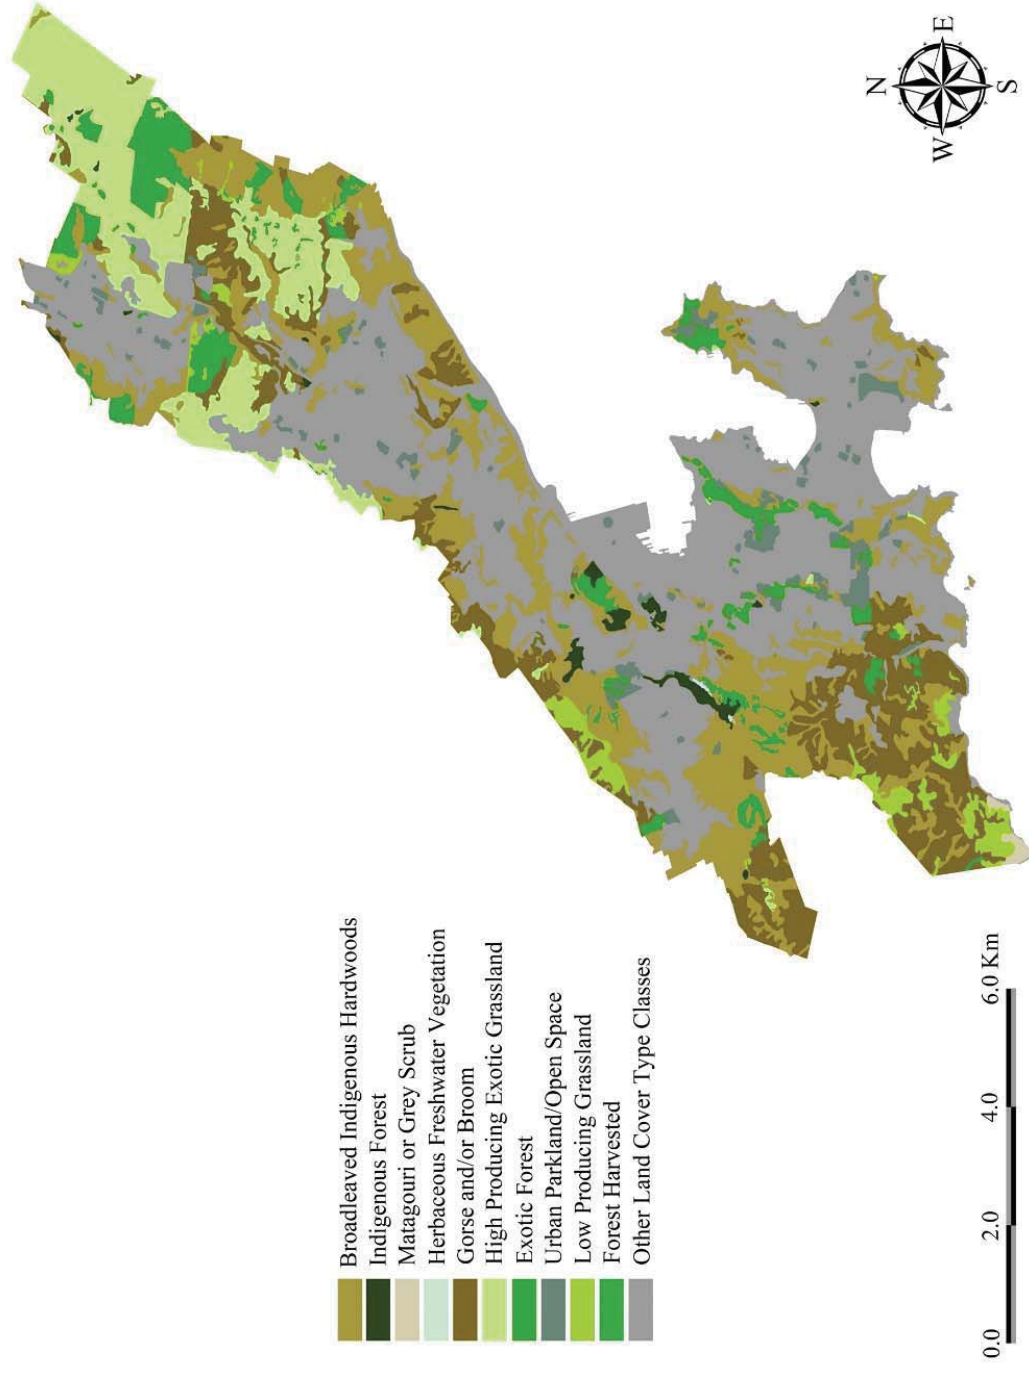 N
W
E
S
Broadleaved Indigenous Hardwoods
Indigenous Forest
Matagouri or Grey Scrub
Herbaceous Freshwater Vegetation
Gorse and/or Broom
High Producing Exotic Grassland
Exotic Forest
Urban Parkland/Open Space
Low Producing Grassland
Forest Harvested
Other Land Cover Type Classes
0.0 2.0 4.0 6.0 Km